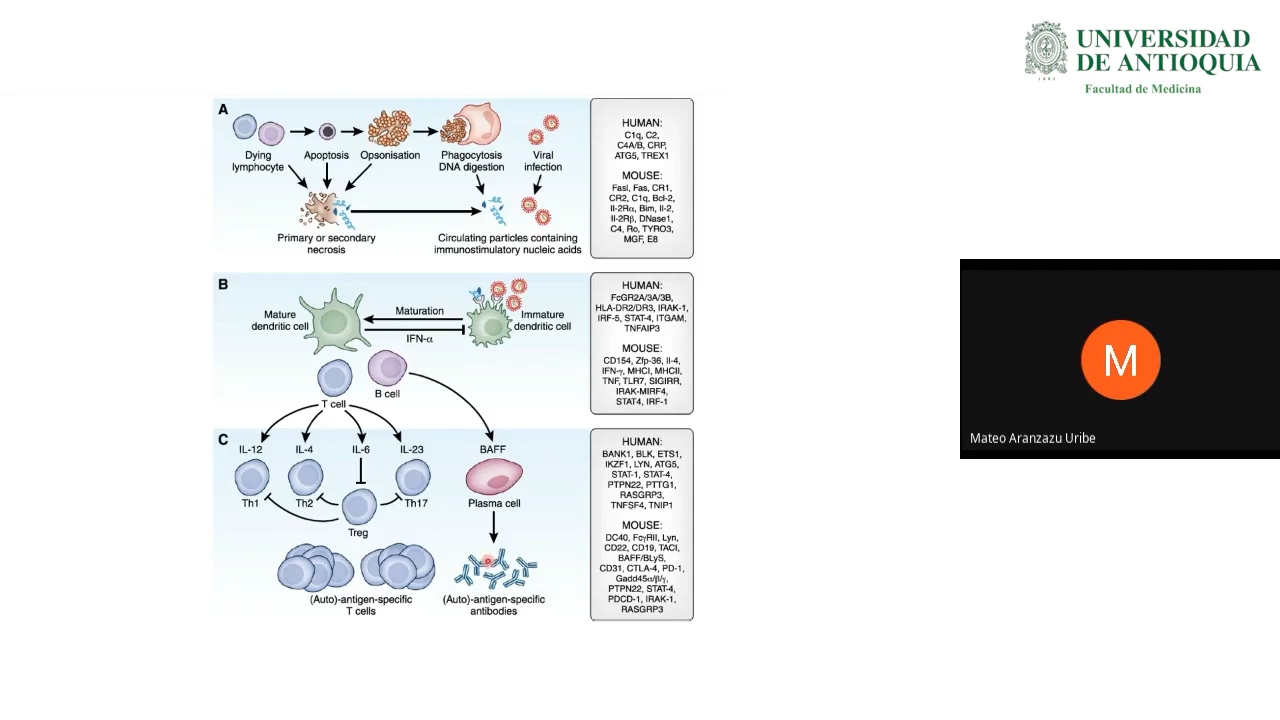 UNIVERSIDAD
DE ANTIOQUIA
1803
Facultad de Medicina
A
Dying
lymphocyte
Apoptosis
Opsonisation
Phagocytosis
DNA digestion
Viral
infection
Primary or secondary
necrosis
Circulating particles containing
immunostimulatory nucleic acids
HUMAN:
C1q, C2,
C4A/B, CRP,
ATG5, TREX1
MOUSE:
Fasl, Fas, CR1,
CR2, C1q, Bcl-2,
Il-2Rα, Bim, Il-2,
Il-2Rβ, DNase1,
C4, Ro, TYRO3,
MGF, E8
B
Mature
dendritic cell
Maturation
IFN-α
Immature
dendritic cell
B cell
T cell
HUMAN:
FcGR2A/3A/3B,
HLA-DR2/DR3, IRAK-1,
IRF-5, STAT-4, ITGAM,
TNFAIP3
MOUSE:
CD154, Zfp-36, Il-4,
IFN-γ, MHCI, MHCII,
TNF, TLR7, SIGIRR,
IRAK-MIRF4,
STAT4, IRF-1
C
IL-12
IL-4
IL-6
IL-23
BAFF
Th1
Th2
Th17
Plasma cell
Treg
(Auto)-antigen-specific
T cells
(Auto)-antigen-specific
antibodies
HUMAN:
BANK1, BLK, ETS1,
IKZF1, LYN, ATG5,
STAT-1, STAT-4,
PTPN22, PTTG1,
RASGRP3,
TNFSF4, TNIP1
MOUSE:
DC40, FcγRII, Lyn,
CD22, CD19, TACI,
BAFF/BLyS,
CD31, CTLA-4, PD-1,
Gadd45α/β/γ,
PTPN22, STAT-4,
PDCD-1, IRAK-1,
RASGRP3
M
Mateo Aranzazu Uribe